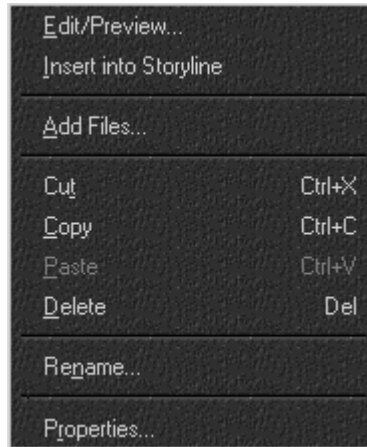 Edit/Preview...
Insert into Storyline
Add Files...
Cut Ctrl+X
Copy Ctrl+C
Paste Ctrl+V
Delete Del
Rename...
Properties...